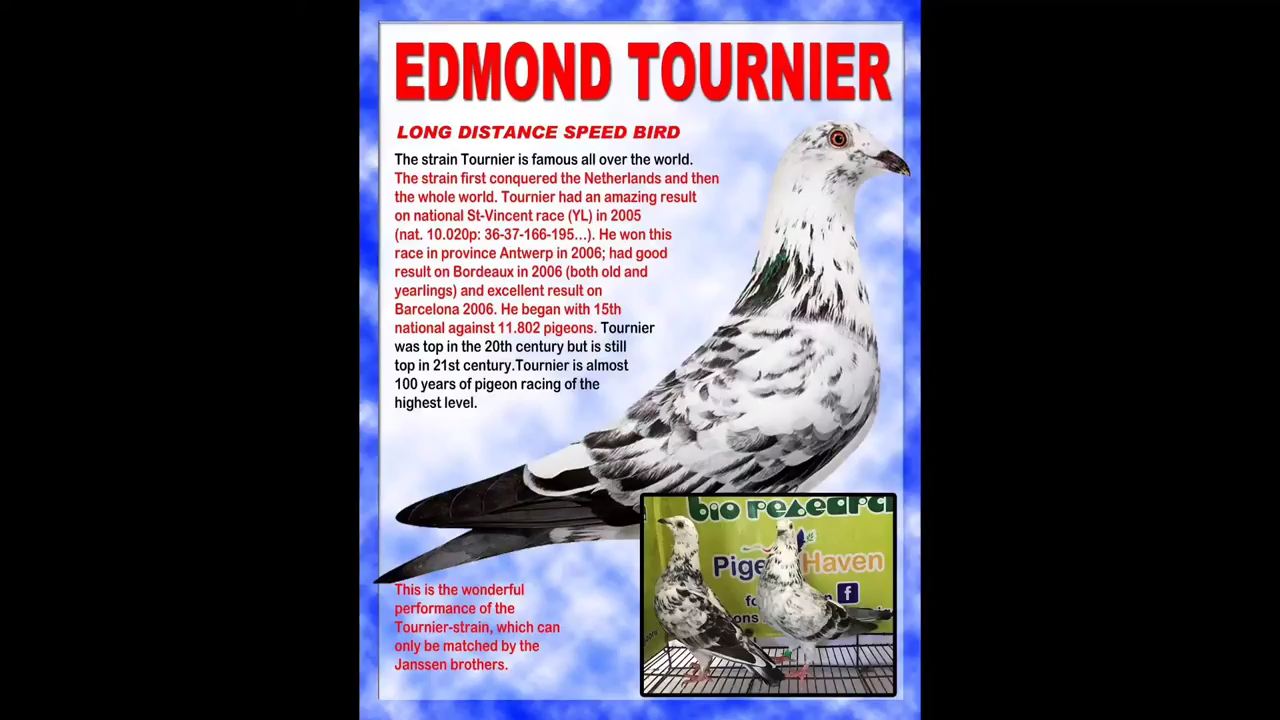 EDMOND TOURNIER
LONG DISTANCE SPEED BIRD
The strain Tournier is famous all over the world.
The strain first conquered the Netherlands and then
the whole world. Tournier had an amazing result
on national St-Vincent race (YL) in 2005
(nat. 10.020p: 36-37-166-195...). He won this
race in province Antwerp in 2006; had good
result on Bordeaux in 2006 (both old and
yearlings) and excellent result on
Barcelona 2006. He began with 15th
national against 11.802 pigeons. Tournier
was top in the 20th century but is still
top in 21st century.Tournier is almost
100 years of pigeon racing of the
highest level.
bio researc
Pige Haven
f
This is the wonderful
performance of the
Tournier-strain, which can
only be matched by the
Janssen brothers.